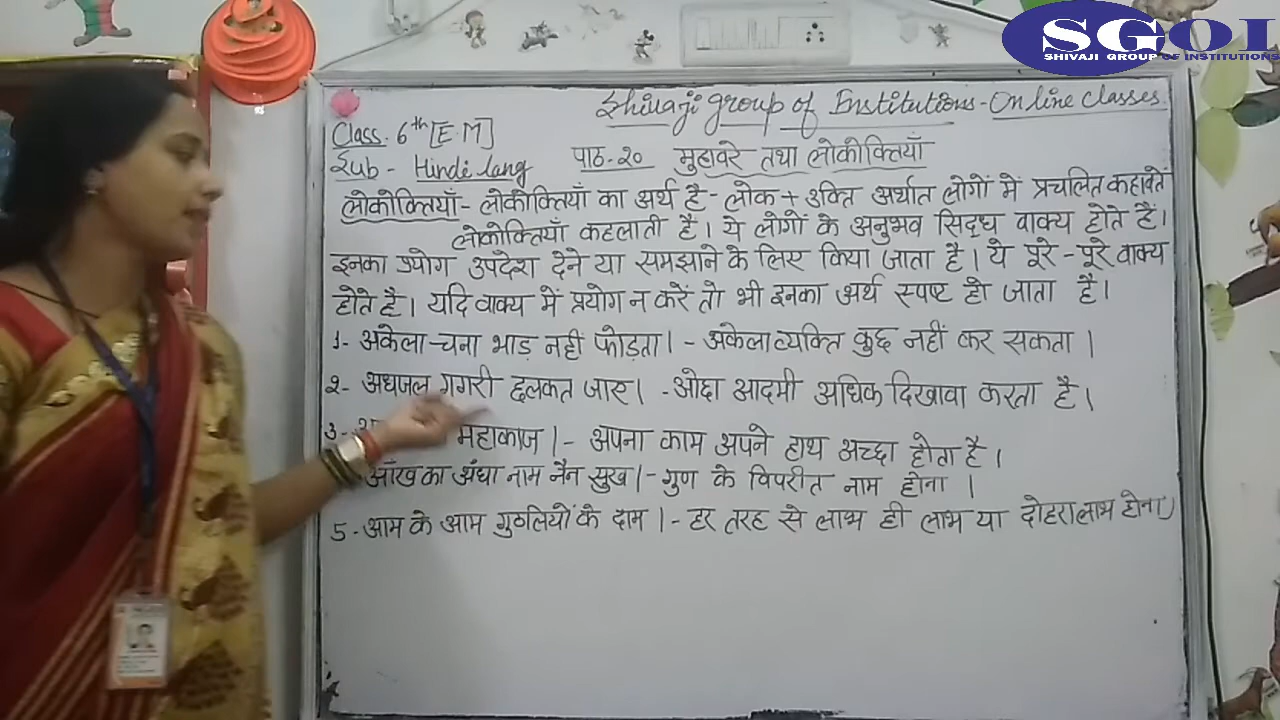 SGOI
SHIVAJI GROUP OF INSTITUTIONS
Shivaji group of Institutions - Online classes
Class - 6th [E.M]
Sub - Hindi lang पाठ-20 मुहावरे तथा लोकोक्तियाँ
लोकोक्तियाँ - लोकोक्तियाँ का अर्थ है - लोक + उक्ति अर्थात लोगों में प्रचलित कहावतें
लोकोक्तियाँ कहलाती है। ये लोगों के अनुभव सिद्ध वाक्य होते हैं।
इनका प्रयोग उपदेश देने या समझाने के लिए किया जाता है। ये पूरे - पूरे वाक्य
होते है। यदि वाक्य में प्रयोग न करें तो भी इनका अर्थ स्पष्ट हो जाता है।
1- अकेला चना भाड़ नहीं फोड़ता। - अकेला व्यक्ति कुछ नहीं कर सकता।
2- अधजल गगरी छलकत जाए। - ओछा आदमी अधिक दिखावा करता है।
3- महाकाज। - अपना काम अपने हाथ अच्छा होता है।
आँख का अंधा नाम नैन सुख। - गुण के विपरीत नाम होना।
5- आम के आम गुठलियों के दाम। - हर तरह से लाभ ही लाभ या दोहरा लाभ होना।